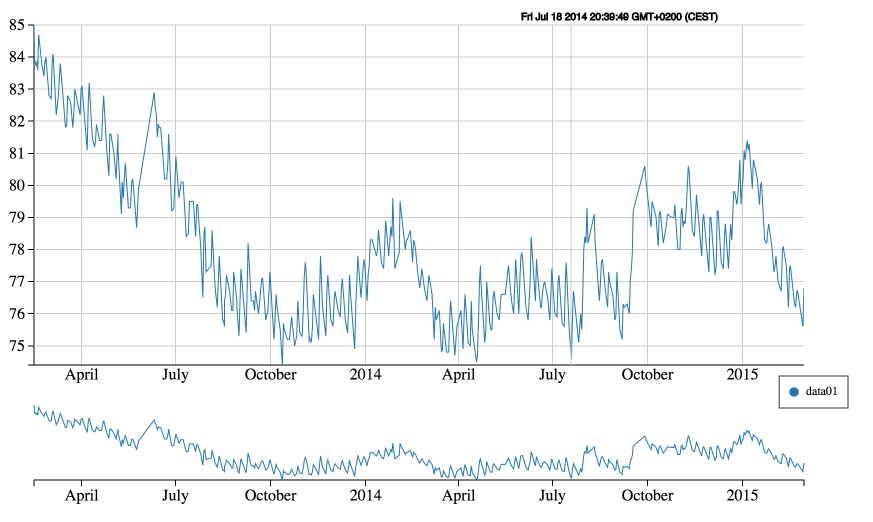 Fri Jul 18 2014 20:39:49 GMT+0200 (CEST)
85
84
83
82
81
80
79
78
77
76
75
April July October 2014 April July October 2015
data01
April July October 2014 April July October 2015